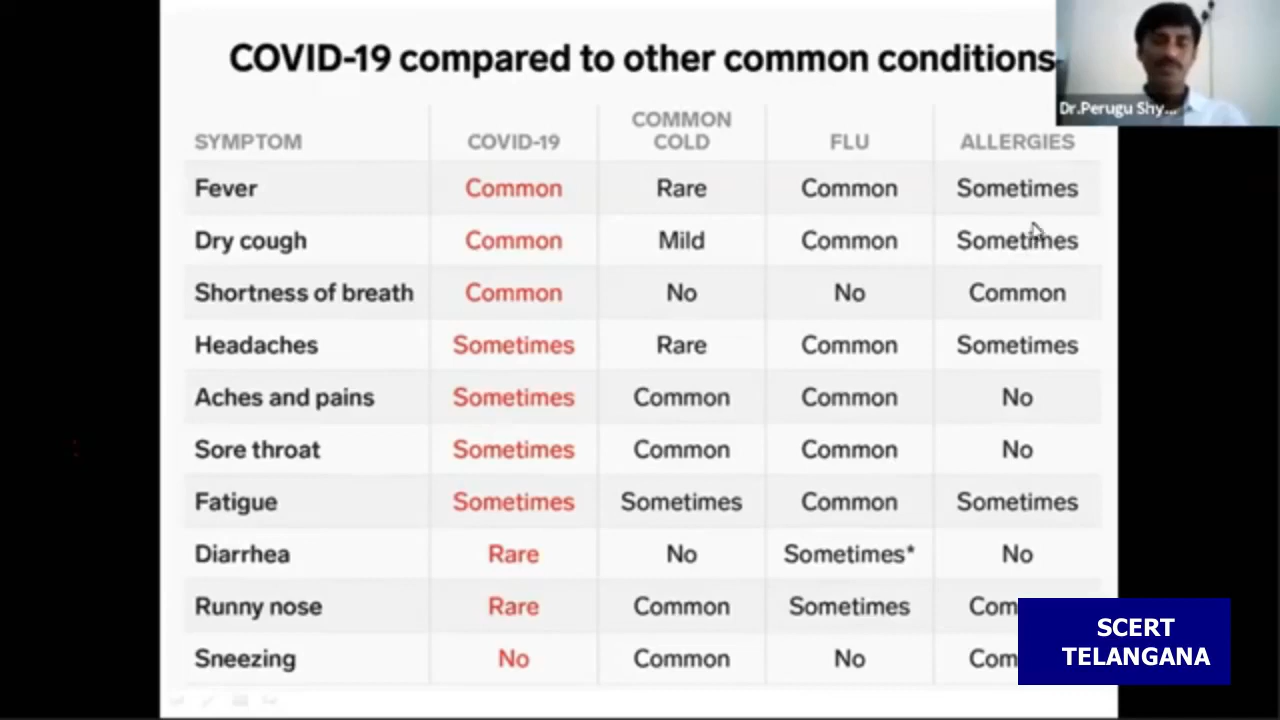 COVID-19 compared to other common conditions
Dr.Perugu Shy...
SYMPTOM COVID-19 COMMON COLD FLU ALLERGIES
Fever Common Rare Common Sometimes
Dry cough Common Mild Common Sometimes
Shortness of breath Common No No Common
Headaches Sometimes Rare Common Sometimes
Aches and pains Sometimes Common Common No
Sore throat Sometimes Common Common No
Fatigue Sometimes Sometimes Common Sometimes
Diarrhea Rare No Sometimes* No
Runny nose Rare Common Sometimes Com
Sneezing No Common No Com
SCERT
TELANGANA